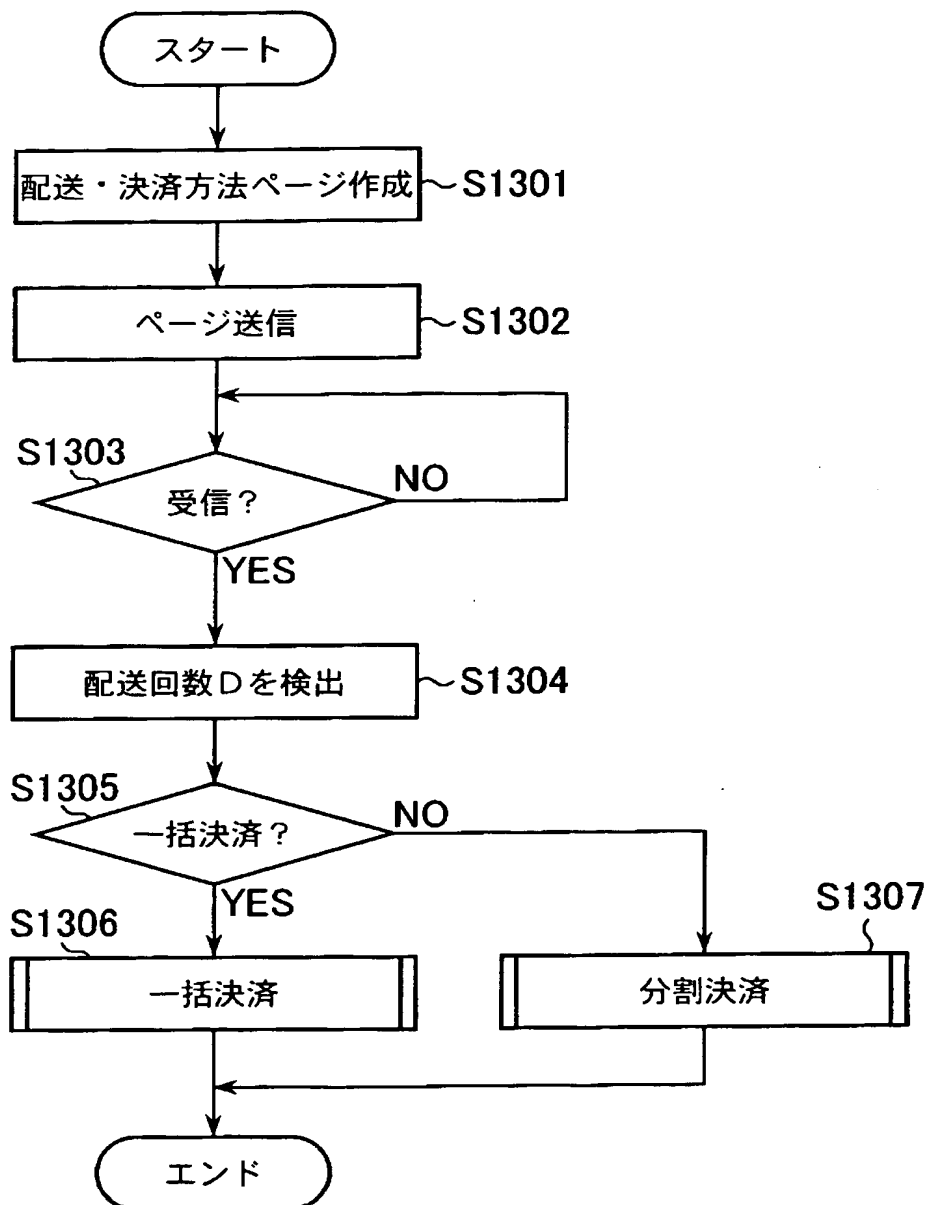 スタート
配送・決済方法ページ作成
S1301
ページ送信
S1302
S1303
受信？
NO
YES
配送回数Dを検出
S1304
S1305
一括決済？
NO
YES
S1306
一括決済
S1307
分割決済
エンド